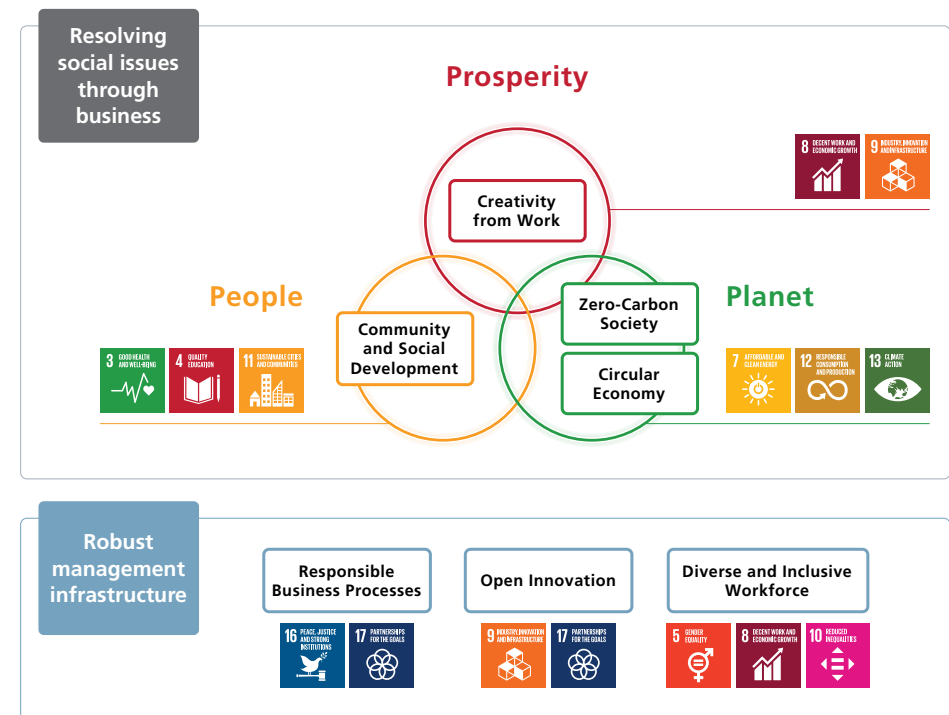 Resolving
social issues
through
business
Prosperity
8 DECENT WORK AND
ECONOMIC GROWTH
9 INDUSTRY, INNOVATION
AND INFRASTRUCTURE
Creativity
from Work
People
Planet
Zero-Carbon
Society
Community
and Social
Development
Circular
Economy
3 GOOD HEALTH
AND WELL-BEING
4 QUALITY
EDUCATION
11 SUSTAINABLE CITIES
AND COMMUNITIES
7 AFFORDABLE AND
CLEAN ENERGY
12 RESPONSIBLE
CONSUMPTION
AND PRODUCTION
13 CLIMATE
ACTION
Robust
management
infrastructure
Responsible
Business Processes
Open Innovation
Diverse and Inclusive
Workforce
16 PEACE, JUSTICE
AND STRONG
INSTITUTIONS
17 PARTNERSHIPS
FOR THE GOALS
9 INDUSTRY, INNOVATION
AND INFRASTRUCTURE
17 PARTNERSHIPS
FOR THE GOALS
5 GENDER
EQUALITY
8 DECENT WORK AND
ECONOMIC GROWTH
10 REDUCED
INEQUALITIES